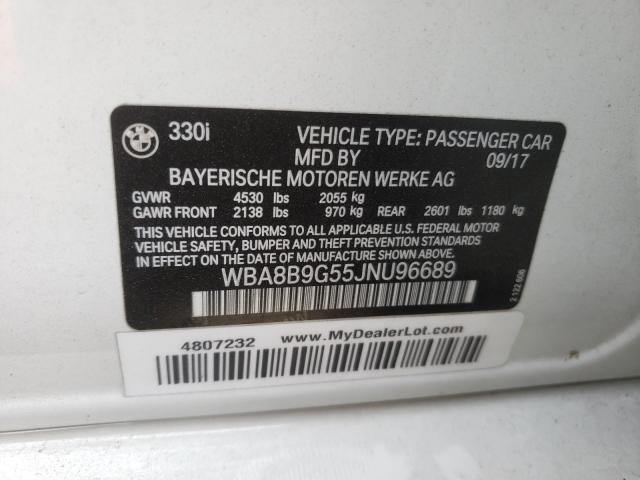 330i
VEHICLE TYPE: PASSENGER CAR
MFD BY 09/17
BAYERISCHE MOTOREN WERKE AG
GVWR 4530 lbs 2055 kg
GAWR FRONT 2138 lbs 970 kg REAR 2601 lbs 1180 kg
THIS VEHICLE CONFORMS TO ALL APPLICABLE U.S. FEDERAL MOTOR
VEHICLE SAFETY, BUMPER AND THEFT PREVENTION STANDARDS
IN EFFECT ON THE DATE OF MANUFACTURE SHOWN ABOVE.
WBA8B9G55JNU96689
2 122 606
4807232 www.MyDealerLot.com